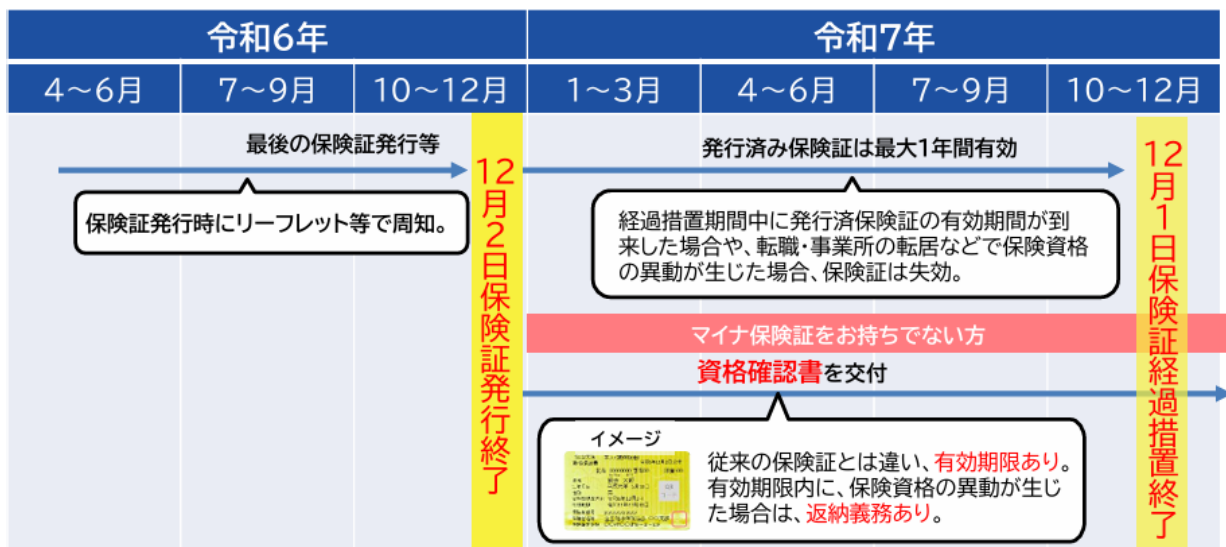 令和6年
令和7年
4～6月
7～9月
10～12月
1～3月
4～6月
7～9月
10～12月
最後の保険証発行等
発行済み保険証は最大1年間有効
保険証発行時にリーフレット等で周知。
12月2日保険証発行終了
経過措置期間中に発行済保険証の有効期間が到
来した場合や、転職・事業所の転居などで保険資格
の異動が生じた場合、保険証は失効。
12月1日保険証経過措置終了
マイナ保険証をお持ちでない方
資格確認書を交付
イメージ
従来の保険証とは違い、有効期限あり。
有効期限内に、保険資格の異動が生じ
た場合は、返納義務あり。